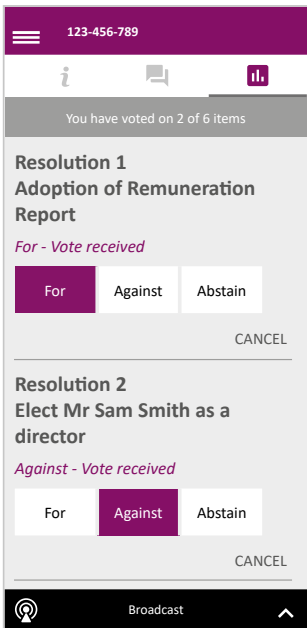 123-456-789
You have voted on 2 of 6 items
Resolution 1
Adoption of Remuneration
Report
For - Vote received
For Against Abstain
CANCEL
Resolution 2
Elect Mr Sam Smith as a
director
Against - Vote received
For Against Abstain
CANCEL
Broadcast